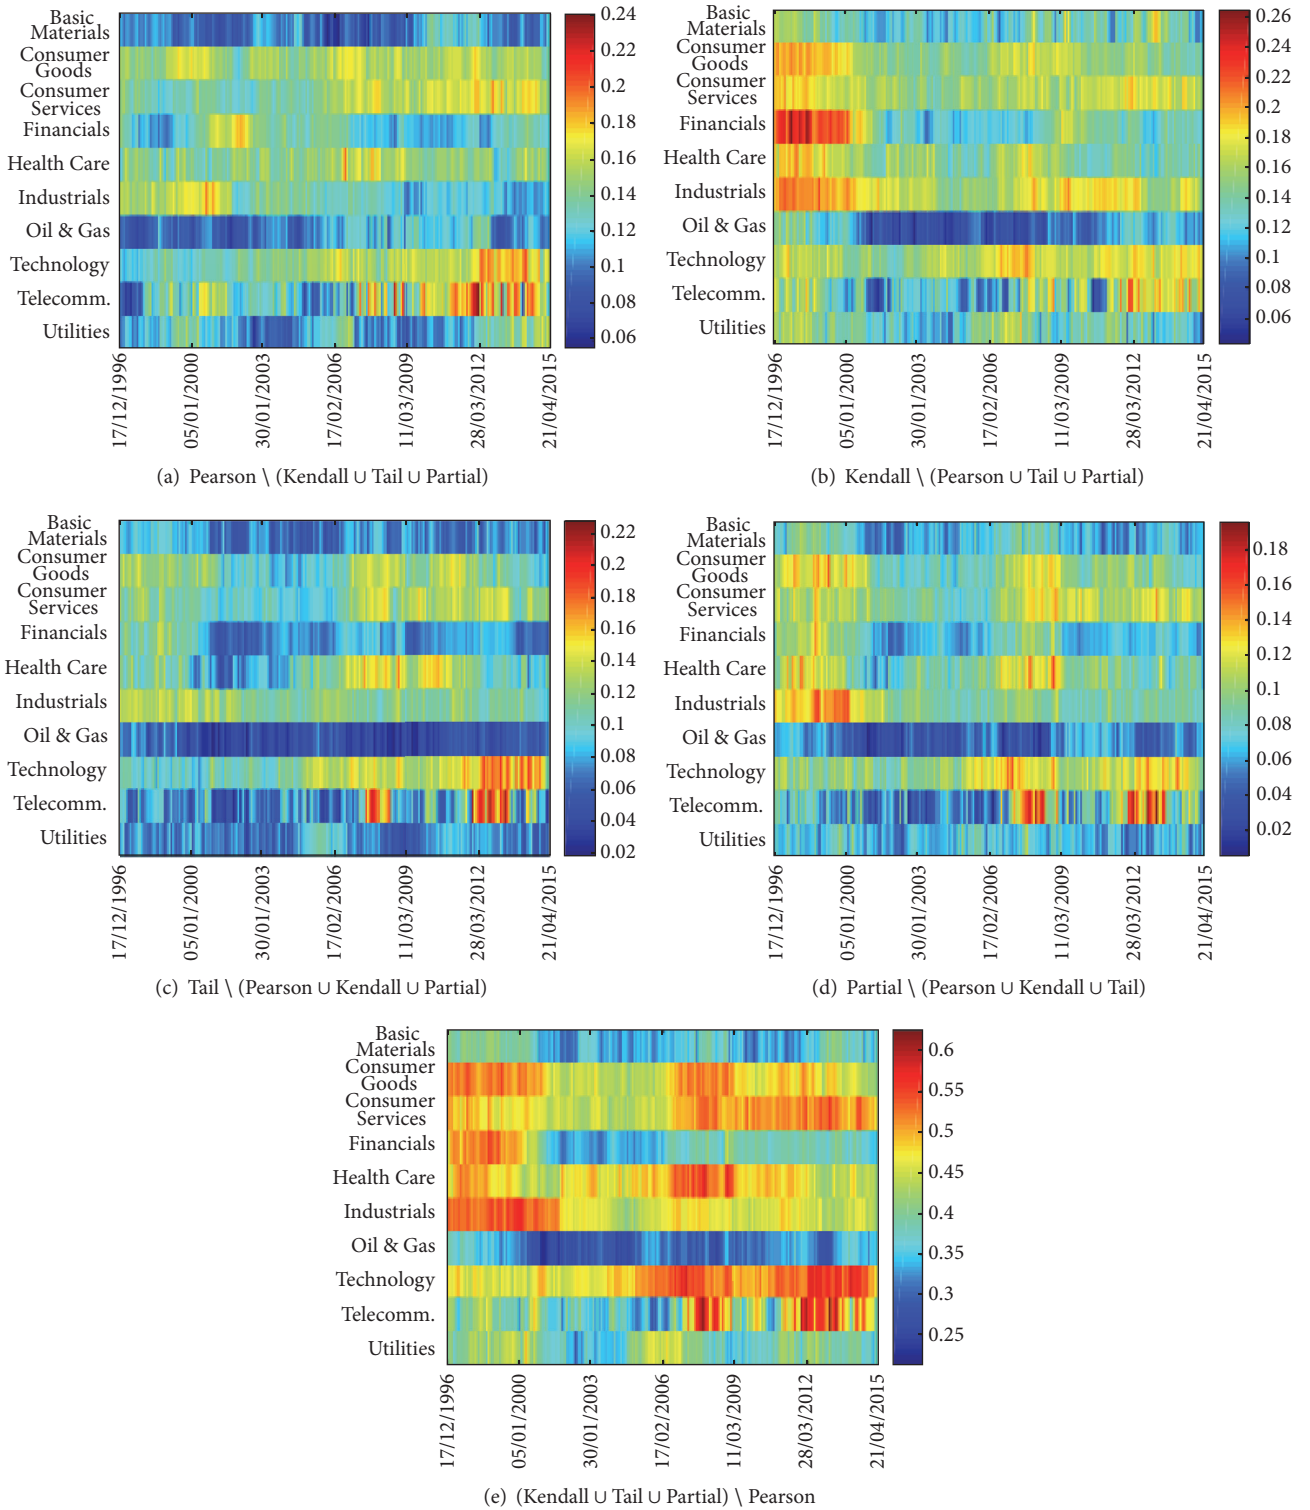 Basic
Materials
Consumer
Goods
Consumer
Services
Financials
Health Care
Industrials
Oil & Gas
Technology
Telecomm.
Utilities
0.24
0.22
0.2
0.18
0.16
0.14
0.12
0.1
0.08
0.06
17/12/1996
05/01/2000
30/01/2003
17/02/2006
11/03/2009
28/03/2012
21/04/2015
(a) Pearson \ (Kendall ∪ Tail ∪ Partial)
Basic
Materials
Consumer
Goods
Consumer
Services
Financials
Health Care
Industrials
Oil & Gas
Technology
Telecomm.
Utilities
0.26
0.24
0.22
0.2
0.18
0.16
0.14
0.12
0.1
0.08
0.06
17/12/1996
05/01/2000
30/01/2003
17/02/2006
11/03/2009
28/03/2012
21/04/2015
(b) Kendall \ (Pearson ∪ Tail ∪ Partial)
Basic
Materials
Consumer
Goods
Consumer
Services
Financials
Health Care
Industrials
Oil & Gas
Technology
Telecomm.
Utilities
0.22
0.2
0.18
0.16
0.14
0.12
0.1
0.08
0.06
0.04
0.02
17/12/1996
05/01/2000
30/01/2003
17/02/2006
11/03/2009
28/03/2012
21/04/2015
(c) Tail \ (Pearson ∪ Kendall ∪ Partial)
Basic
Materials
Consumer
Goods
Consumer
Services
Financials
Health Care
Industrials
Oil & Gas
Technology
Telecomm.
Utilities
0.18
0.16
0.14
0.12
0.1
0.08
0.06
0.04
0.02
17/12/1996
05/01/2000
30/01/2003
17/02/2006
11/03/2009
28/03/2012
21/04/2015
(d) Partial \ (Pearson ∪ Kendall ∪ Tail)
Basic
Materials
Consumer
Goods
Consumer
Services
Financials
Health Care
Industrials
Oil & Gas
Technology
Telecomm.
Utilities
0.6
0.55
0.5
0.45
0.4
0.35
0.3
0.25
17/12/1996
05/01/2000
30/01/2003
17/02/2006
11/03/2009
28/03/2012
21/04/2015
(e) (Kendall ∪ Tail ∪ Partial) \ Pearson